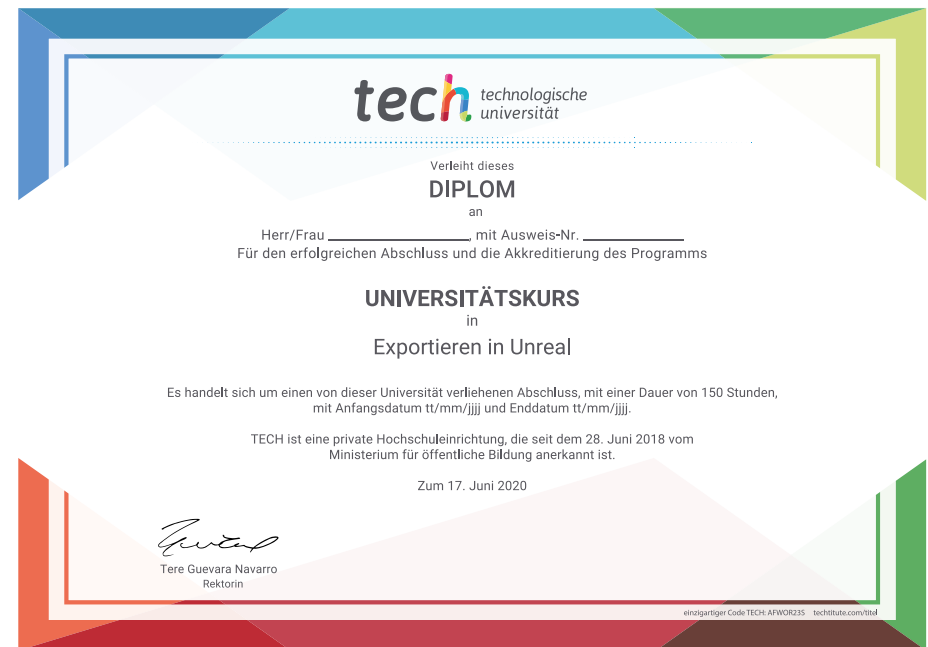 tech technologische
universität
Verleiht dieses
DIPLOM
an
Herr/Frau ____________________, mit Ausweis-Nr. ______________
Für den erfolgreichen Abschluss und die Akkreditierung des Programms
UNIVERSITÄTSKURS
in
Exportieren in Unreal
Es handelt sich um einen von dieser Universität verliehenen Abschluss, mit einer Dauer von 150 Stunden,
mit Anfangsdatum tt/mm/jjjj und Enddatum tt/mm/jjjj.
TECH ist eine private Hochschuleinrichtung, die seit dem 28. Juni 2018 vom
Ministerium für öffentliche Bildung anerkannt ist.
Zum 17. Juni 2020
Tere Guevara Navarro
Rektorin
einzigartiger Code TECH: AFWOR23S techtitute.com/titel